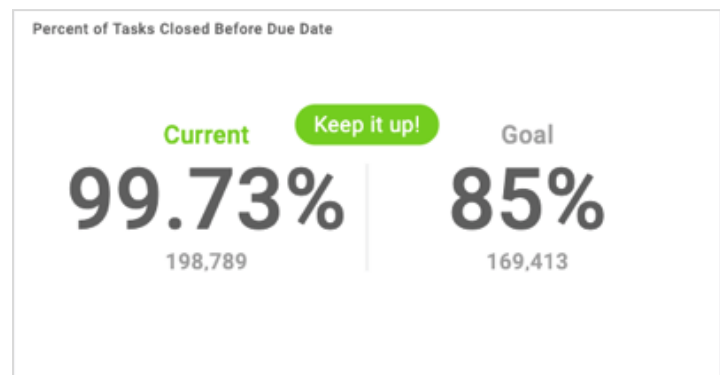 Percent of Tasks Closed Before Due Date
Keep it up!
Current
Goal
99.73%
85%
198,789
169,413